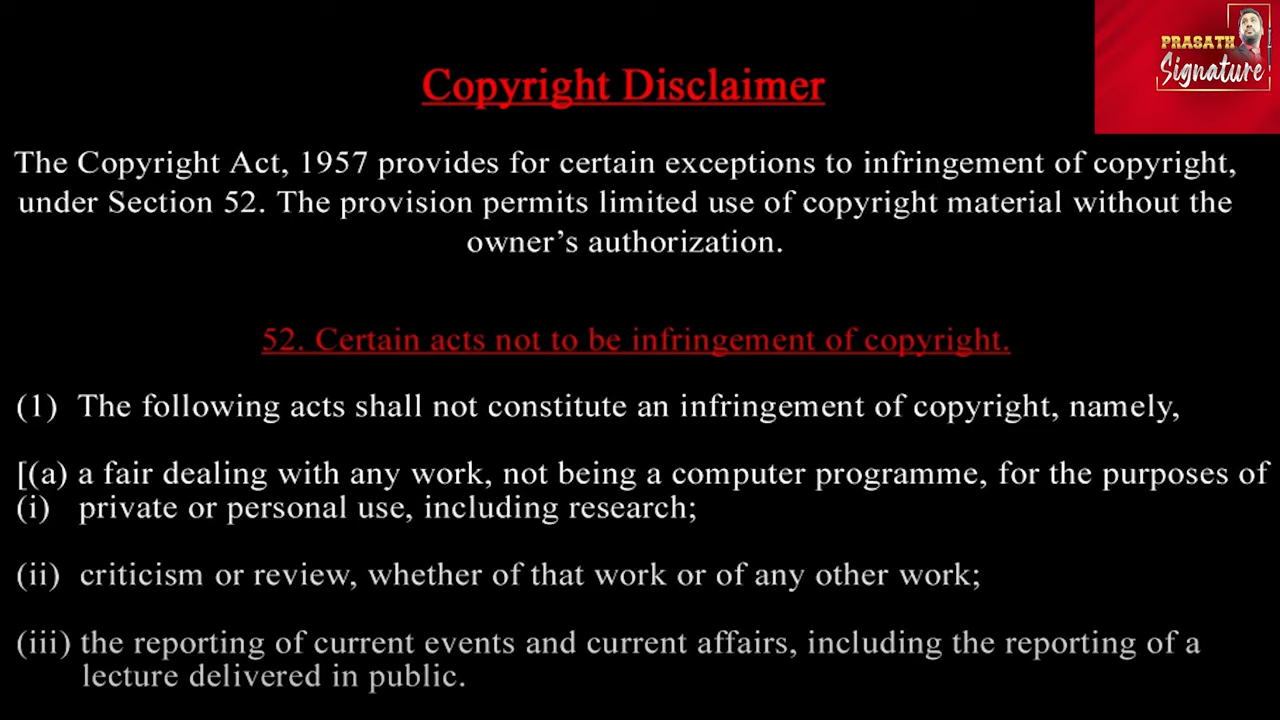 PRASATH
Signature
Copyright Disclaimer
The Copyright Act, 1957 provides for certain exceptions to infringement of copyright,
under Section 52. The provision permits limited use of copyright material without the
owner’s authorization.
52. Certain acts not to be infringement of copyright.
(1) The following acts shall not constitute an infringement of copyright, namely,
[(a) a fair dealing with any work, not being a computer programme, for the purposes of
(i) private or personal use, including research;
(ii) criticism or review, whether of that work or of any other work;
(iii) the reporting of current events and current affairs, including the reporting of a
lecture delivered in public.